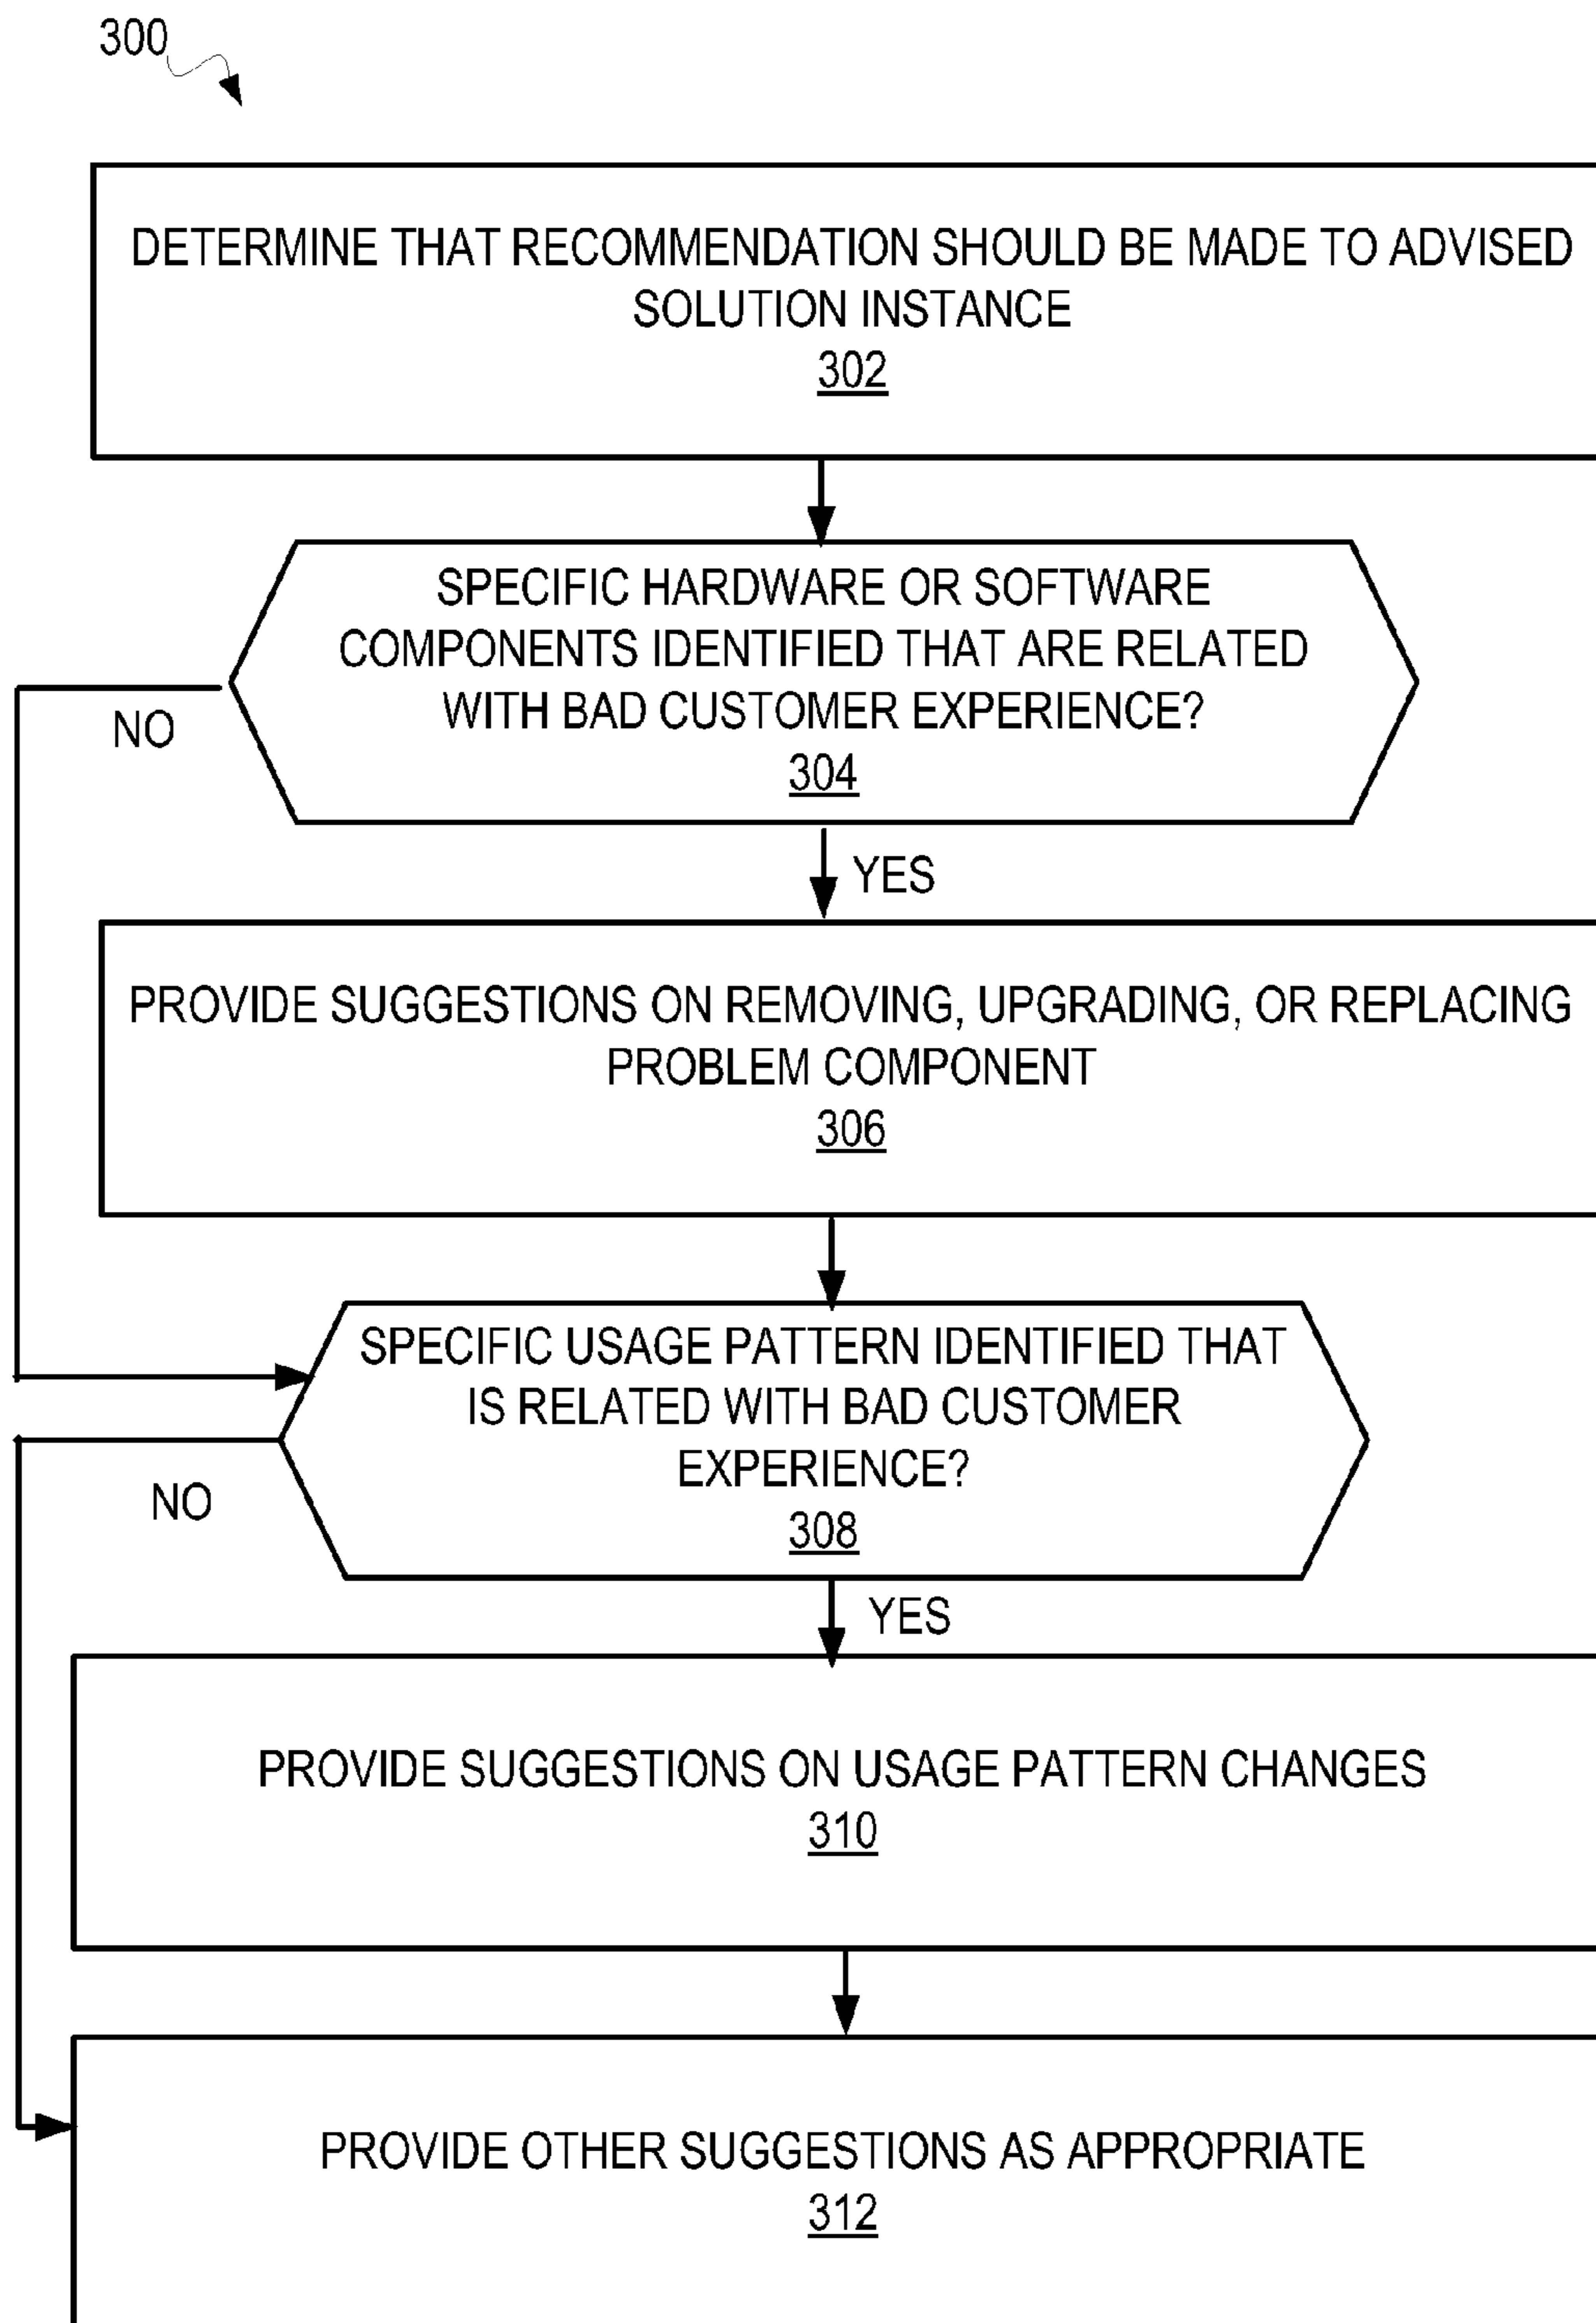 300
DETERMINE THAT RECOMMENDATION SHOULD BE MADE TO ADVISED
SOLUTION INSTANCE
302
SPECIFIC HARDWARE OR SOFTWARE
COMPONENTS IDENTIFIED THAT ARE RELATED
WITH BAD CUSTOMER EXPERIENCE?
304
NO
YES
PROVIDE SUGGESTIONS ON REMOVING, UPGRADING, OR REPLACING
PROBLEM COMPONENT
306
SPECIFIC USAGE PATTERN IDENTIFIED THAT
IS RELATED WITH BAD CUSTOMER
EXPERIENCE?
308
NO
YES
PROVIDE SUGGESTIONS ON USAGE PATTERN CHANGES
310
PROVIDE OTHER SUGGESTIONS AS APPROPRIATE
312